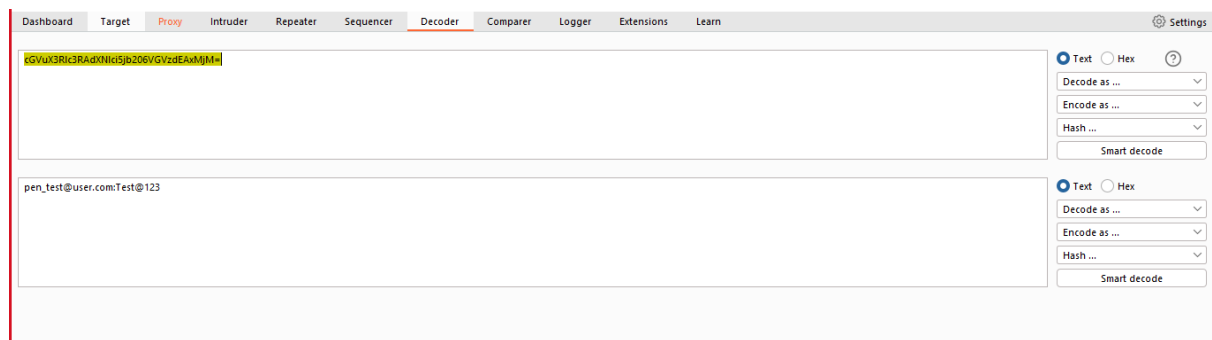 Dashboard Target Proxy Intruder Repeater Sequencer Decoder Comparer Logger Extensions Learn Settings
cGVuX3Rlc3RAdXNlci5jb206VGVzdEAxMjM=
Text Hex ?
Decode as ...
Encode as ...
Hash ...
Smart decode
pen_test@user.com:Test@123
Text Hex
Decode as ...
Encode as ...
Hash ...
Smart decode